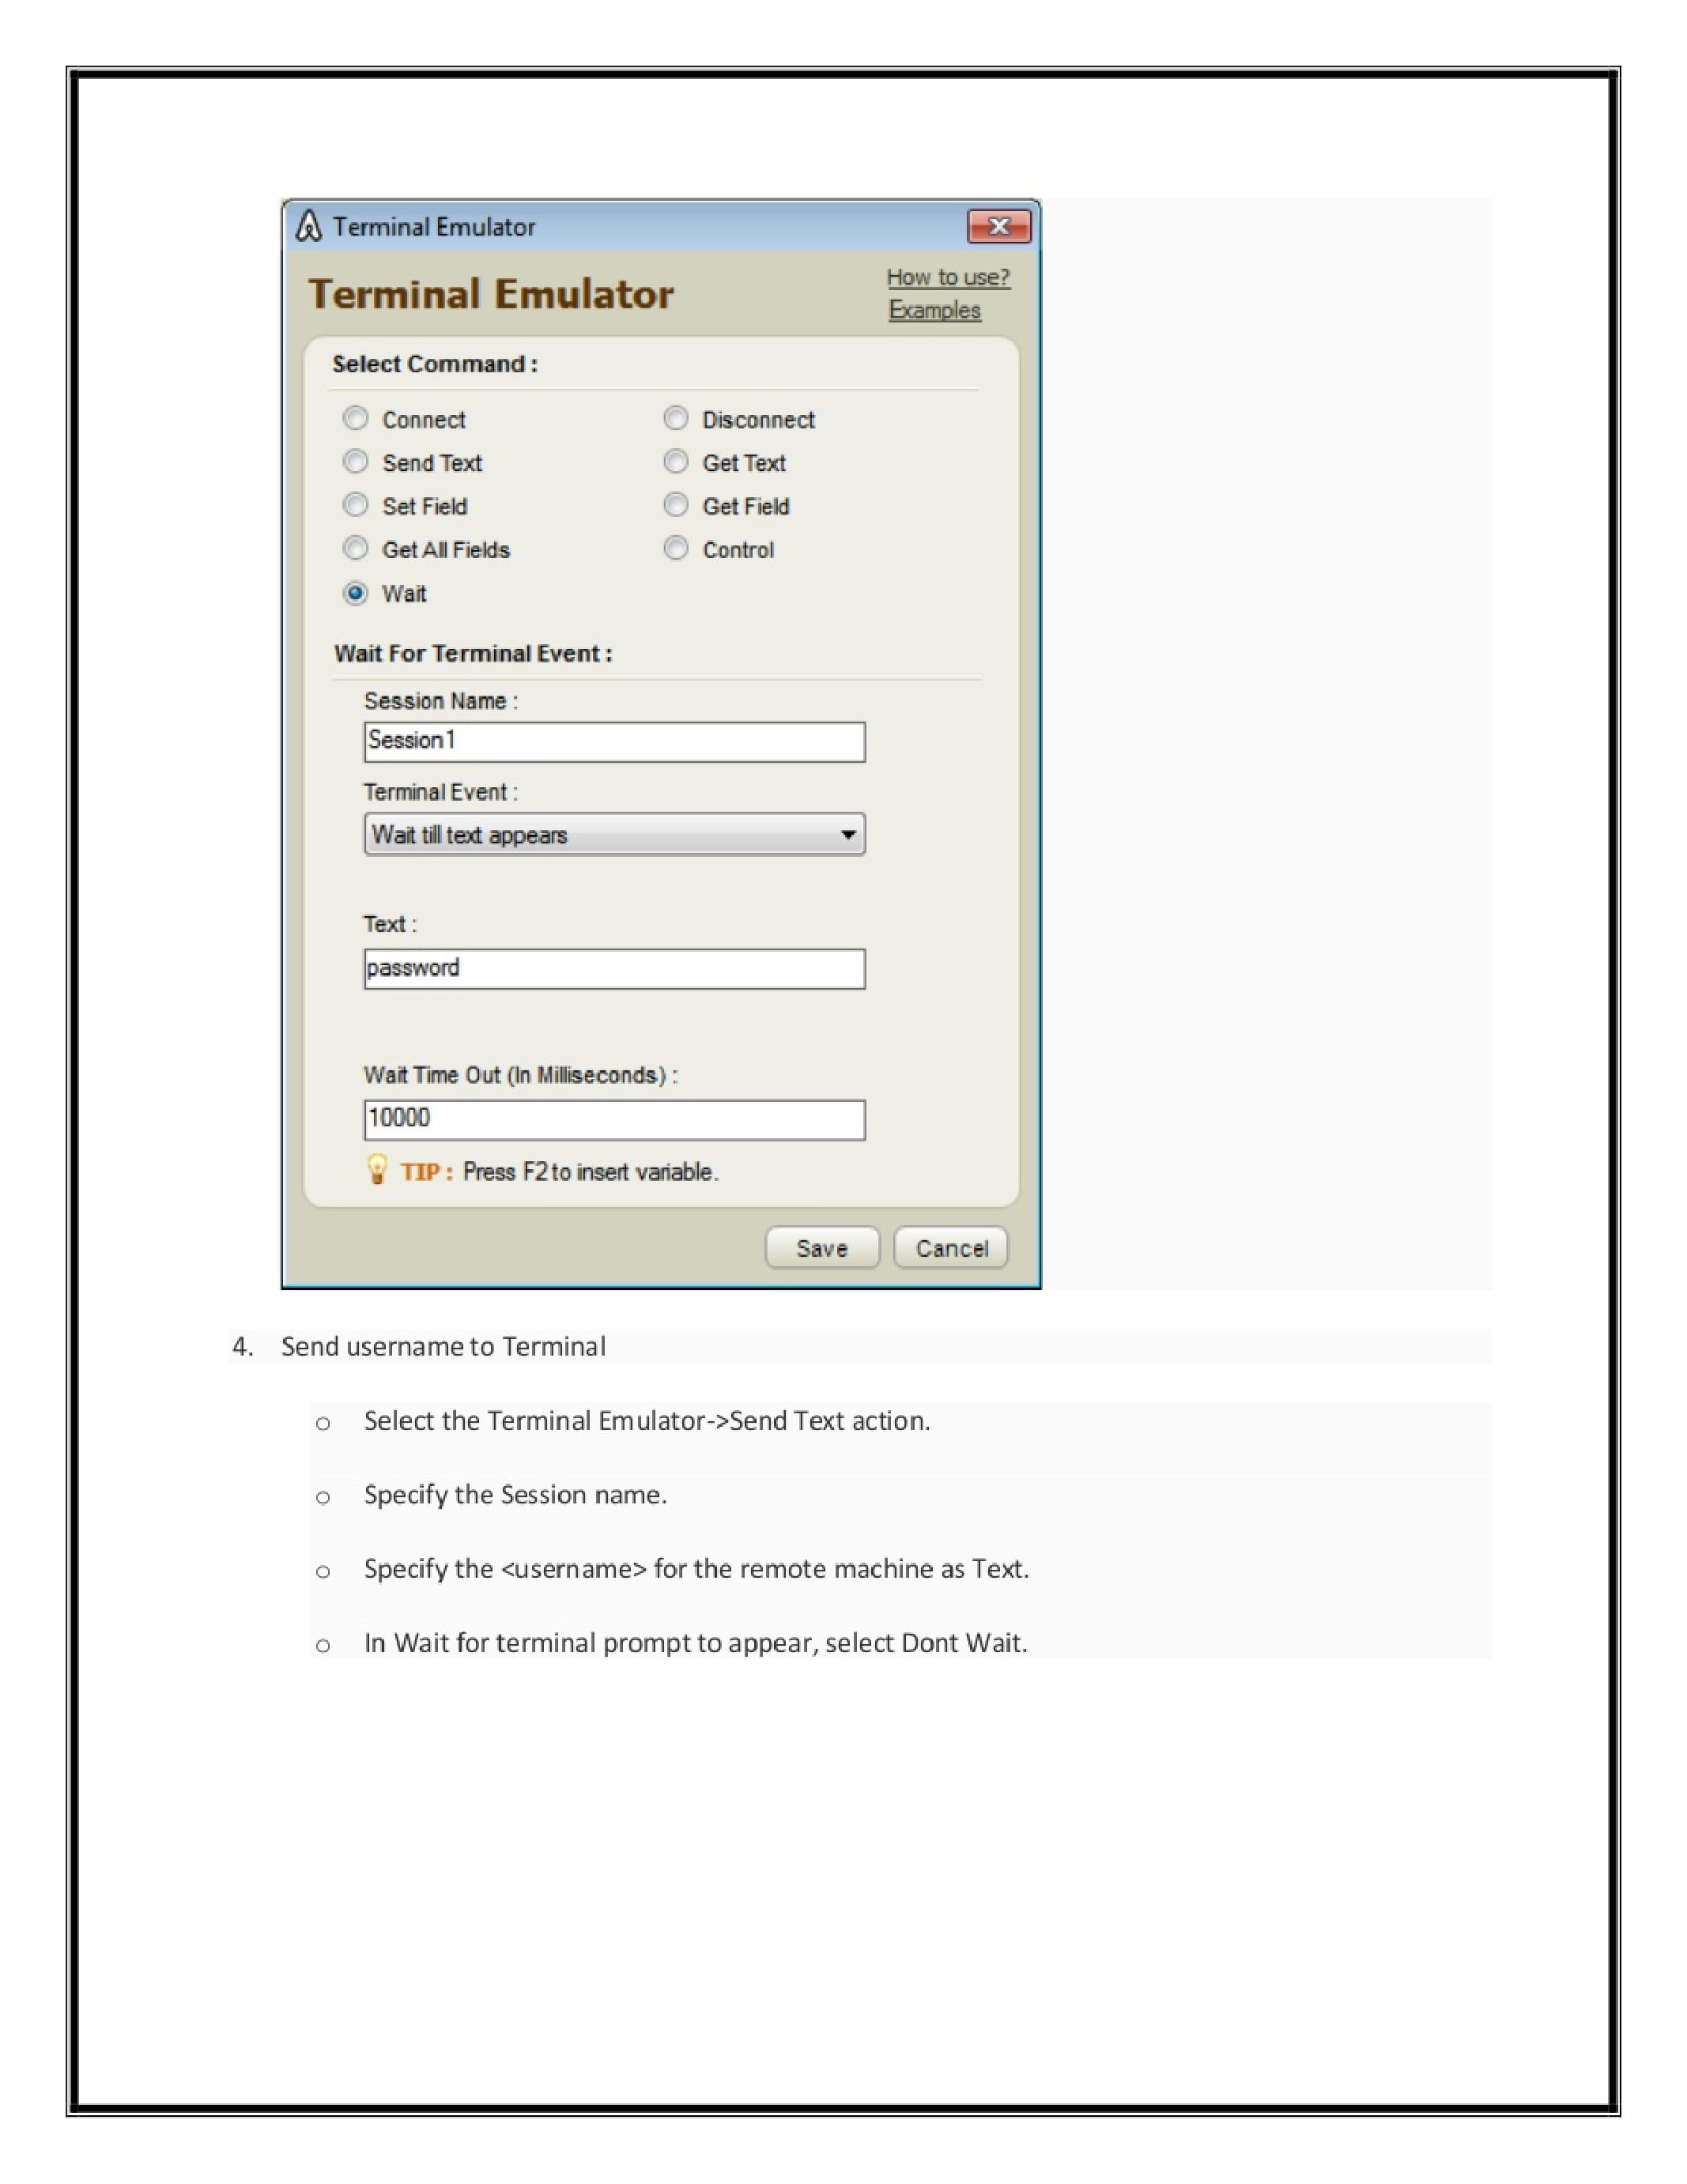 Terminal Emulator
Terminal Emulator
How to use?
Examples
Select Command :
Connect
Disconnect
Send Text
Get Text
Set Field
Get Field
Get All Fields
Control
Wait
Wait For Terminal Event :
Session Name :
Session1
Terminal Event :
Wait till text appears
Text :
password
Wait Time Out (In Milliseconds) :
10000
TIP : Press F2 to insert variable.
Save
Cancel
4. Send username to Terminal
o Select the Terminal Emulator->Send Text action.
o Specify the Session name.
o Specify the <username> for the remote machine as Text.
o In Wait for terminal prompt to appear, select Dont Wait.